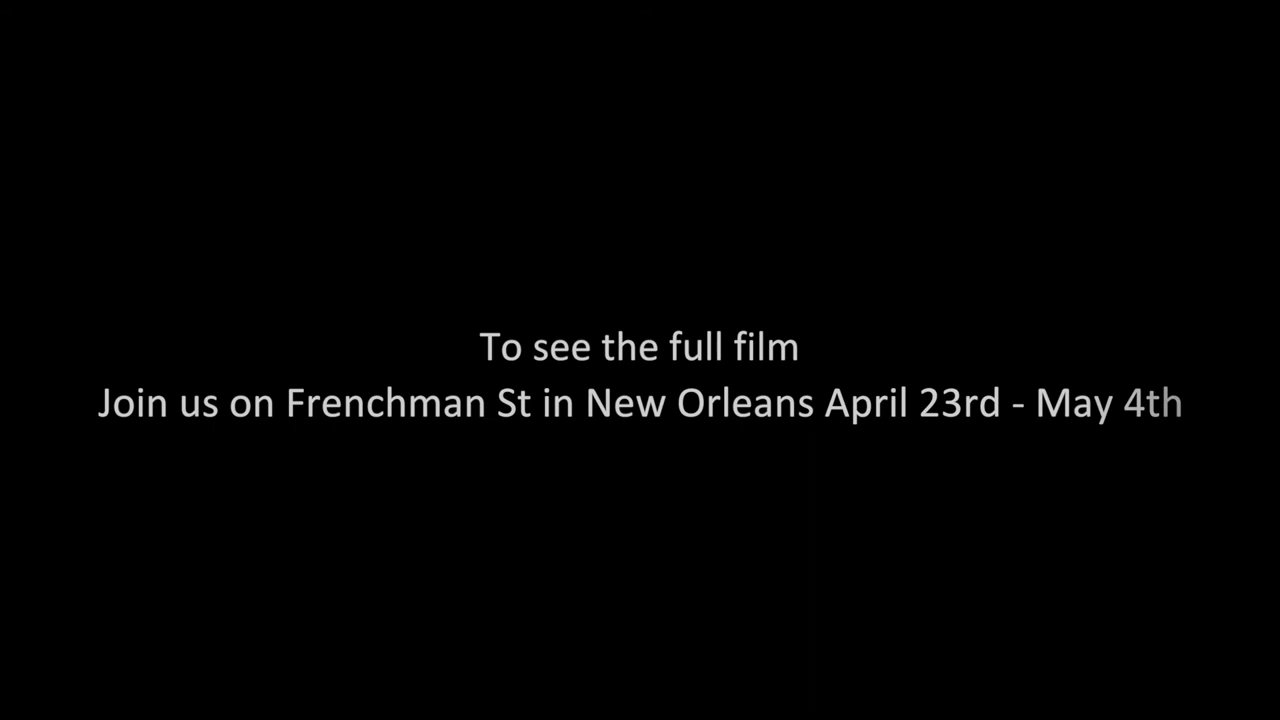 To see the full film
Join us on Frenchman St in New Orleans April 23rd - May 4th